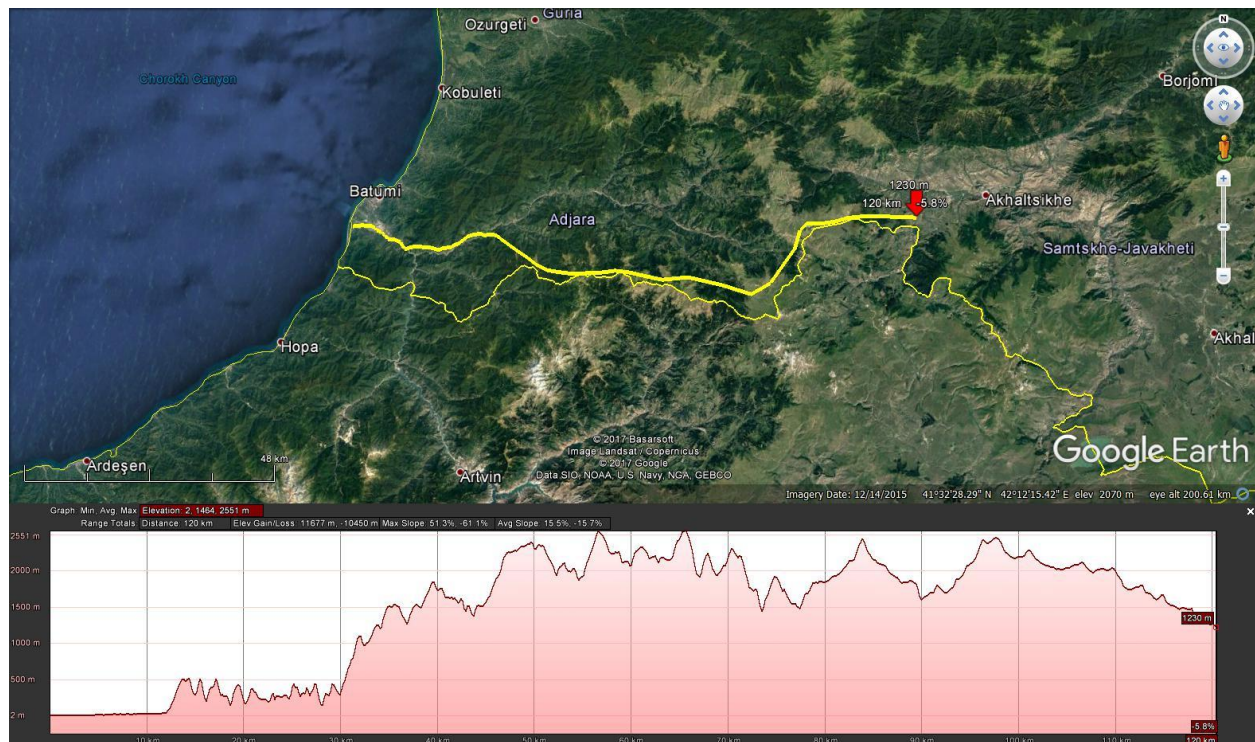 Guria
Ozurgeti
N
Chorokh Canyon
Borjomi
Kobuleti
1230 m
Batumi
120 km -5.8%
Akhaltsikhe
Adjara
Samtskhe-Javakheti
Hopa
Akhal
© 2017 Basarsoft
Image Landsat / Copernicus
© 2017 Google
Data SIO, NOAA, U.S. Navy, NGA, GEBCO
Google Earth
Ardeşen
48 km
Artvin
Imagery Date: 12/14/2015 41°32'28.29" N 42°12'15.42" E elev 2070 m eye alt 200.61 km
Graph: Min, Avg, Max Elevation: 2, 1464, 2551 m
Range Totals: Distance: 120 km Elev Gain/Loss: 11677 m, -10450 m Max Slope: 51.3%, -61.1% Avg Slope: 15.5%, -15.7%
2551 m
2000 m
1500 m
1230 m
1000 m
500 m
2 m
-5.8%
10 km 20 km 30 km 40 km 50 km 60 km 70 km 80 km 90 km 100 km 110 km 120 km